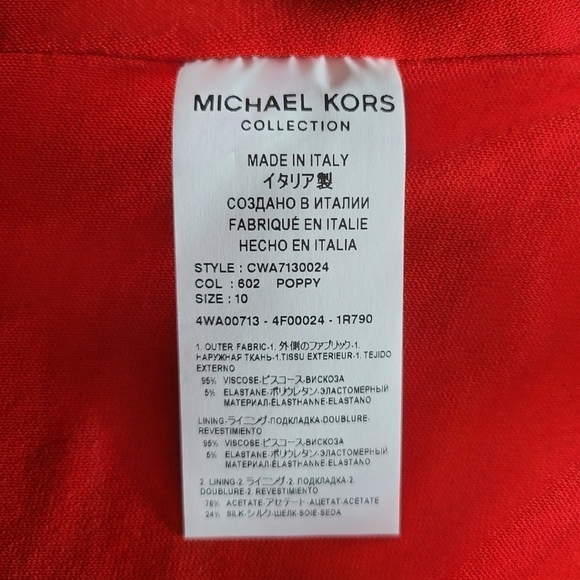 MICHAEL KORS
COLLECTION
MADE IN ITALY
イタリア製
СОЗДАНО В ИТАЛИИ
FABRIQUÉ EN ITALIE
HECHO EN ITALIA
STYLE : CWA7130024
COL : 602 POPPY
SIZE : 10
4WA00713 - 4F00024 - 1R790
1. OUTER FABRIC-1. 外側のファブリック-1.
НАРУЖНАЯ ТКАНЬ-1.TISSU EXTERIEUR-1. TEJIDO
EXTERNO
95% VISCOSE-ビスコース-ВИСКОЗА
5% ELASTANE-ポリウレタン-ЭЛАСТОМЕРНЫЙ
МАТЕРИАЛ-ÉLASTHANNE-ELASTANO
LINING-ライニング-ПОДКЛАДКА-DOUBLURE-
REVESTIMIENTO
95% VISCOSE-ビスコース-ВИСКОЗА
5% ELASTANE-ポリウレタン-ЭЛАСТОМЕРНЫЙ
МАТЕРИАЛ-ÉLASTHANNE-ELASTANO
2. LINING-2. ライニング-2. ПОДКЛАДКА-2.
DOUBLURE-2. REVESTIMIENTO
76% ACETATE-アセテート-АЦЕТАТ-ACÉTATE
24% SILK-シルク-ШЕЛК-SOIE-SEDA